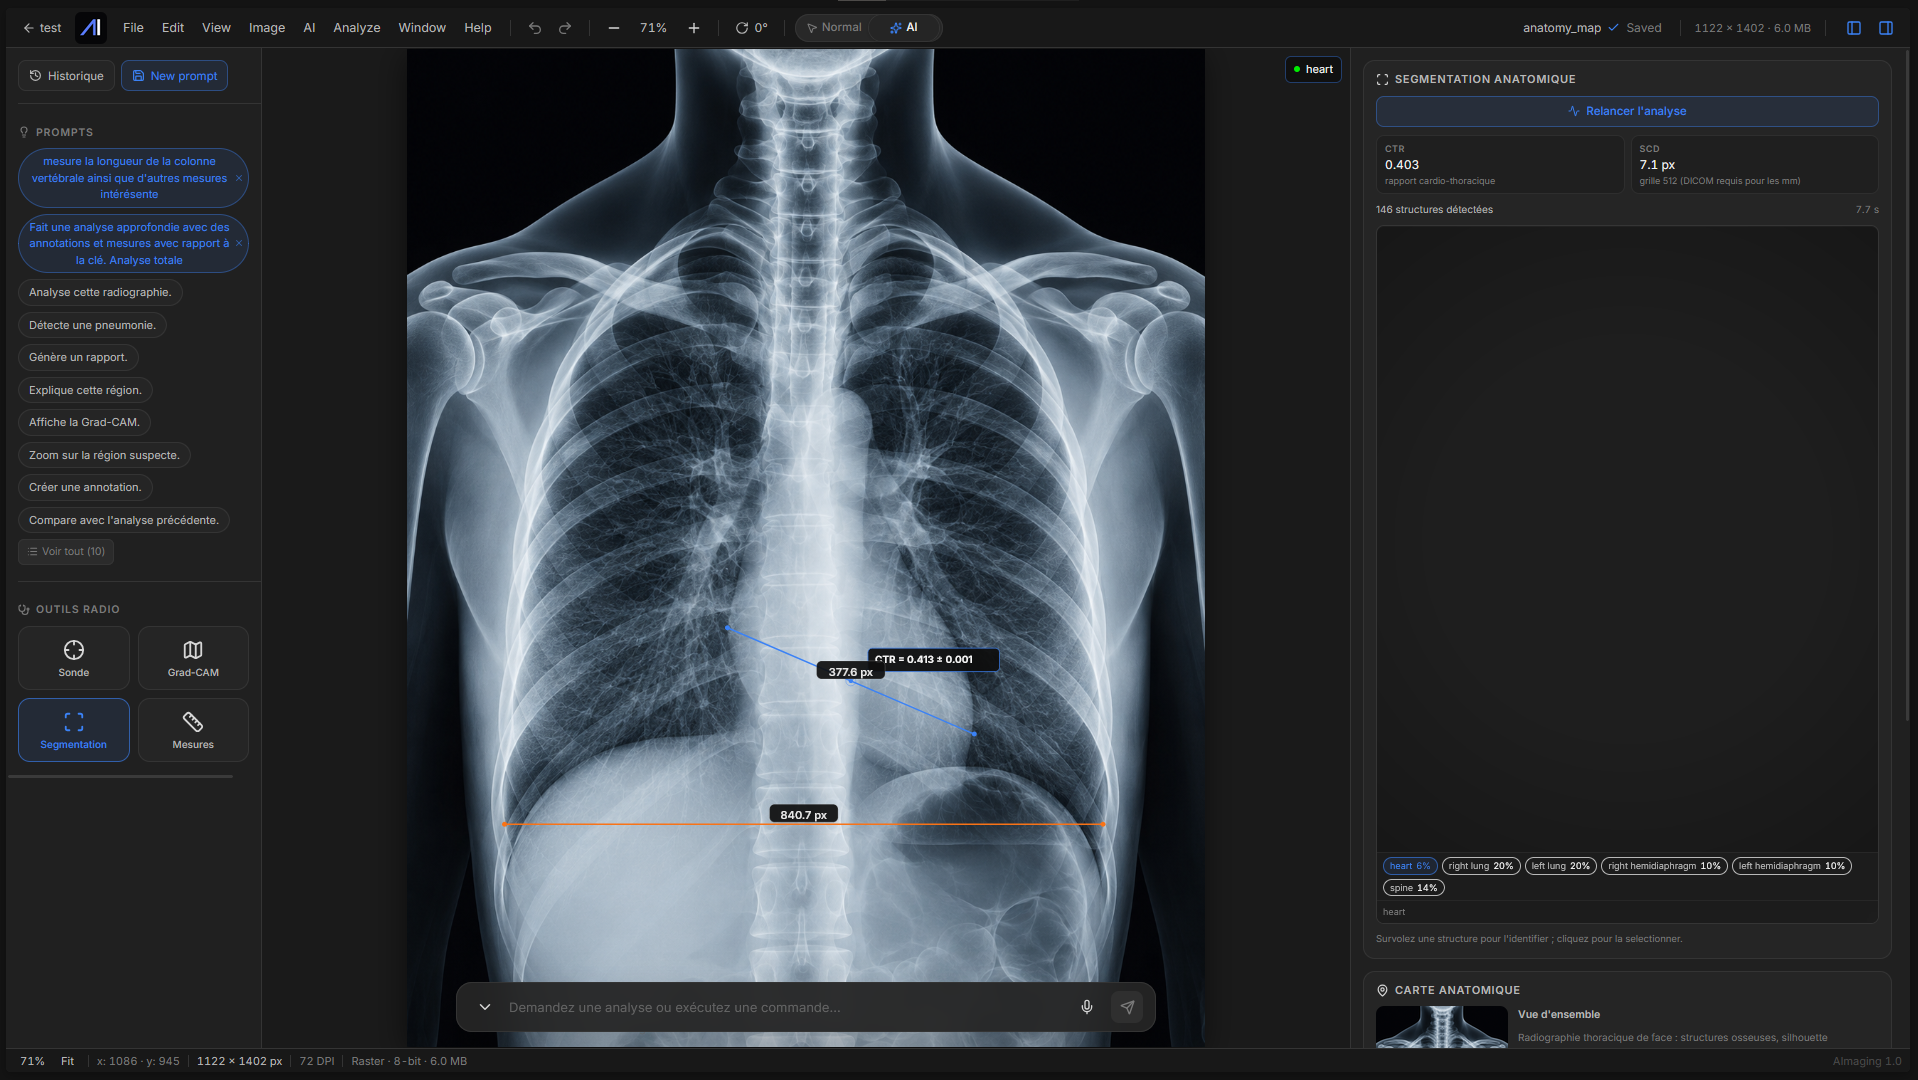 test
AI
File
Edit
View
Image
AI
Analyze
Window
Help
71%
0°
Normal
AI
anatomy_map
Saved
1122 × 1402 · 6.0 MB
Historique
New prompt
PROMPTS
mesure la longueur de la colonne
vertébrale ainsi que d'autres mesures
intérésente
Fait une analyse approfondie avec des
annotations et mesures avec rapport à
la clé. Analyse totale
Analyse cette radiographie.
Détecte une pneumonie.
Génère un rapport.
Explique cette région.
Affiche la Grad-CAM.
Zoom sur la région suspecte.
Créer une annotation.
Compare avec l'analyse précédente.
Voir tout (10)
OUTILS RADIO
Sonde
Grad-CAM
Segmentation
Mesures
heart
CTR = 0.413 ± 0.001
377.6 px
840.7 px
Demandez une analyse ou exécutez une commande...
SEGMENTATION ANATOMIQUE
Relancer l'analyse
CTR
0.403
rapport cardio-thoracique
SCD
7.1 px
grille 512 (DICOM requis pour les mm)
146 structures détectées
7.7 s
heart 6%
right lung 20%
left lung 20%
right hemidiaphragm 10%
left hemidiaphragm 10%
spine 14%
heart
Survolez une structure pour l'identifier ; cliquez pour la selectionner.
CARTE ANATOMIQUE
Vue d'ensemble
Radiographie thoracique de face : structures osseuses, silhouette
71%
Fit
x: 1086 · y: 945
1122 × 1402 px
72 DPI
Raster · 8-bit · 6.0 MB
AImaging 1.0